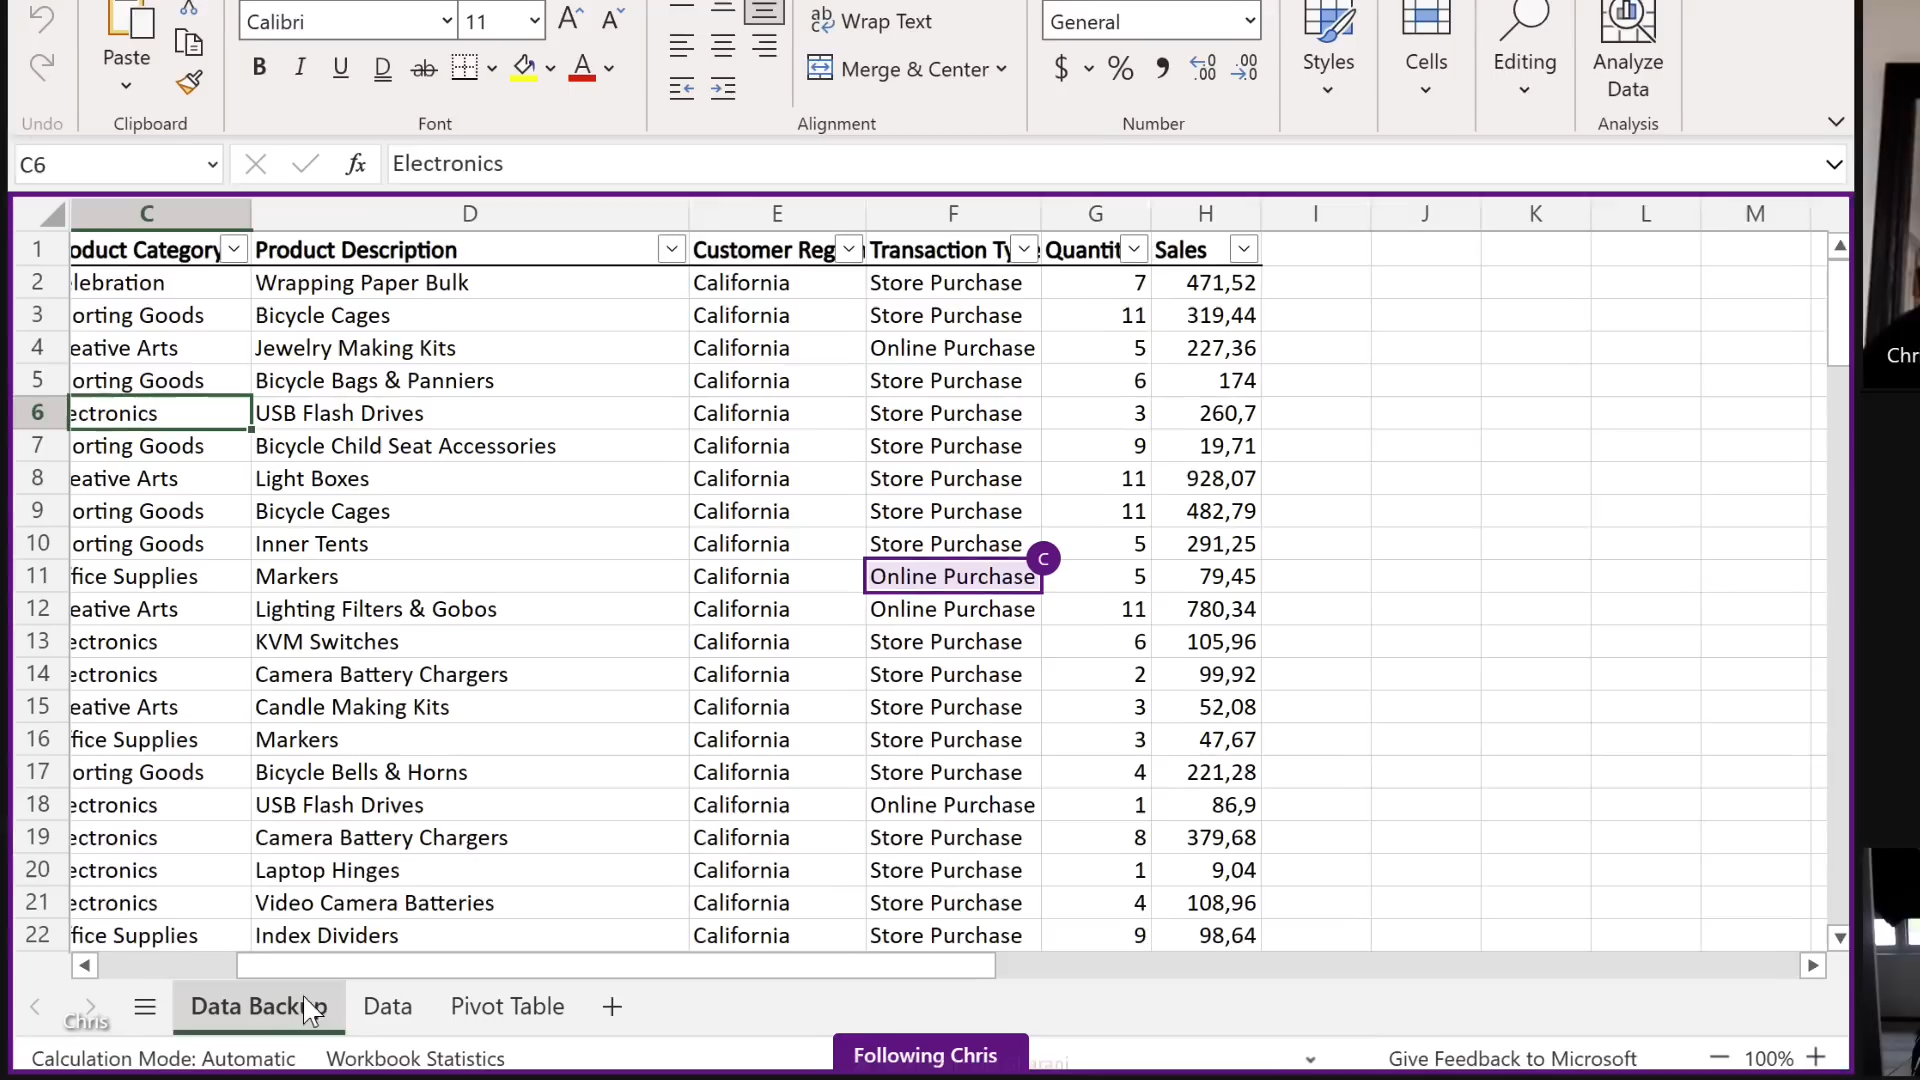 Calibri 11 Wrap Text General
Paste B I U D ab A Merge & Center $ % Styles Cells Editing Analyze Data
Undo Clipboard Font Alignment Number Analysis
C6 fx Electronics
C D E F G H I J K L M
1 oduct Category Product Description Customer Reg Transaction Ty Quantit Sales
2 lebration Wrapping Paper Bulk California Store Purchase 7 471,52
3 orting Goods Bicycle Cages California Store Purchase 11 319,44
4 eative Arts Jewelry Making Kits California Online Purchase 5 227,36
5 orting Goods Bicycle Bags & Panniers California Store Purchase 6 174
6 ectronics USB Flash Drives California Store Purchase 3 260,7
7 orting Goods Bicycle Child Seat Accessories California Store Purchase 9 19,71
8 eative Arts Light Boxes California Store Purchase 11 928,07
9 orting Goods Bicycle Cages California Store Purchase 11 482,79
10 orting Goods Inner Tents California Store Purchase 5 291,25
C
11 ffice Supplies Markers California Online Purchase 5 79,45
12 eative Arts Lighting Filters & Gobos California Online Purchase 11 780,34
13 ectronics KVM Switches California Store Purchase 6 105,96
14 ectronics Camera Battery Chargers California Store Purchase 2 99,92
15 eative Arts Candle Making Kits California Store Purchase 3 52,08
16 ffice Supplies Markers California Store Purchase 3 47,67
17 orting Goods Bicycle Bells & Horns California Store Purchase 4 221,28
18 ectronics USB Flash Drives California Online Purchase 1 86,9
19 ectronics Camera Battery Chargers California Store Purchase 8 379,68
20 ectronics Laptop Hinges California Store Purchase 1 9,04
21 ectronics Video Camera Batteries California Store Purchase 4 108,96
22 ffice Supplies Index Dividers California Store Purchase 9 98,64
Data Backup Data Pivot Table
Chris
Calculation Mode: Automatic Workbook Statistics Following Chris Give Feedback to Microsoft 100%
Chr